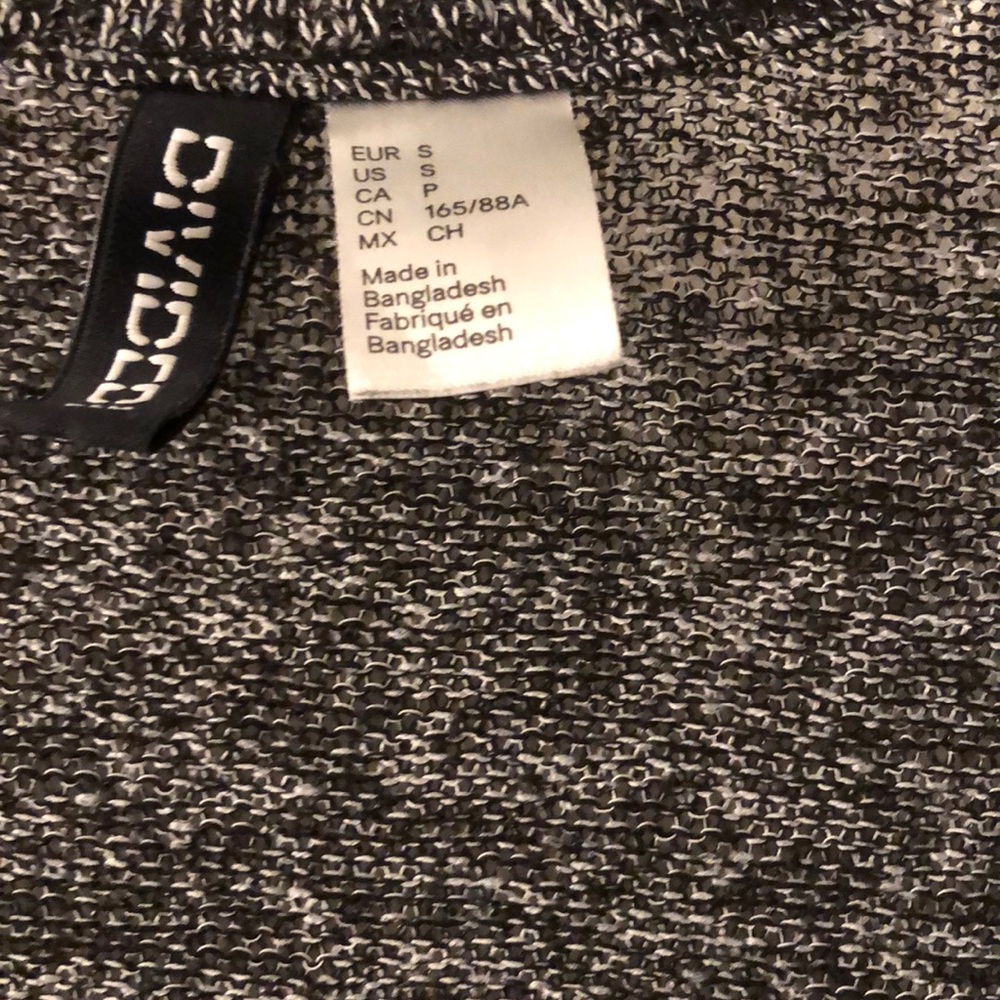 DIVIDED
EUR S
US S
CA P
CN 165/88A
MX CH
Made in
Bangladesh
Fabriqué en
Bangladesh